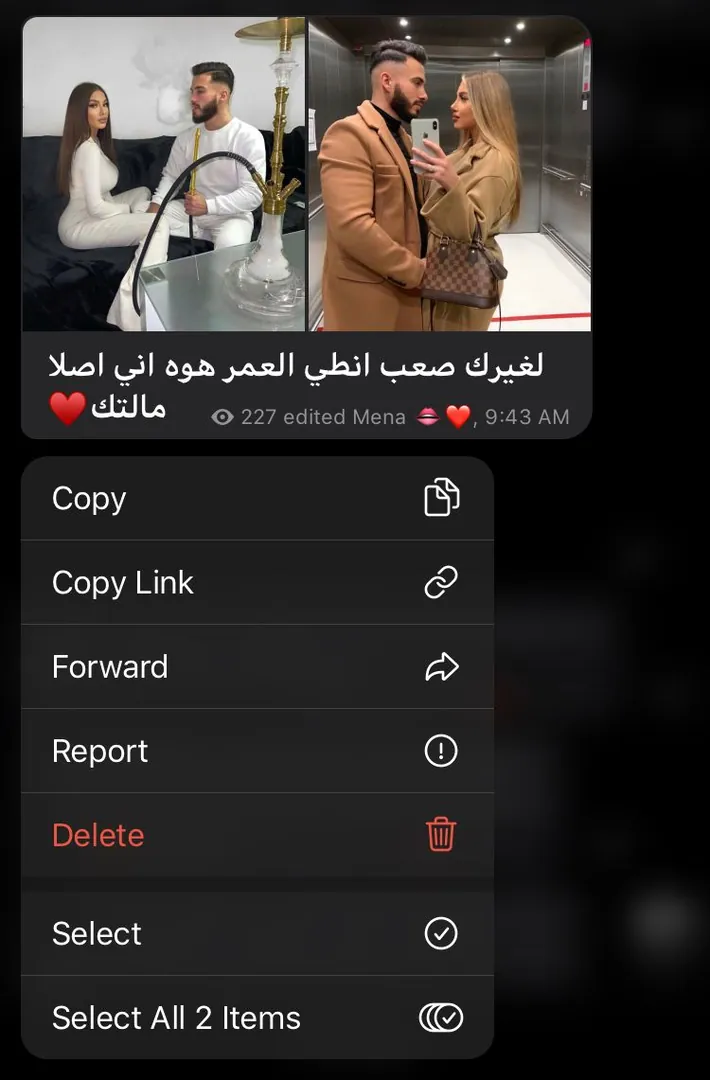 لغيرك صعب انطي العمر هوه اني اصلا
مالتك❤️
227 edited Mena 👄❤️, 9:43 AM
Copy
Copy Link
Forward
Report
Delete
Select
Select All 2 Items